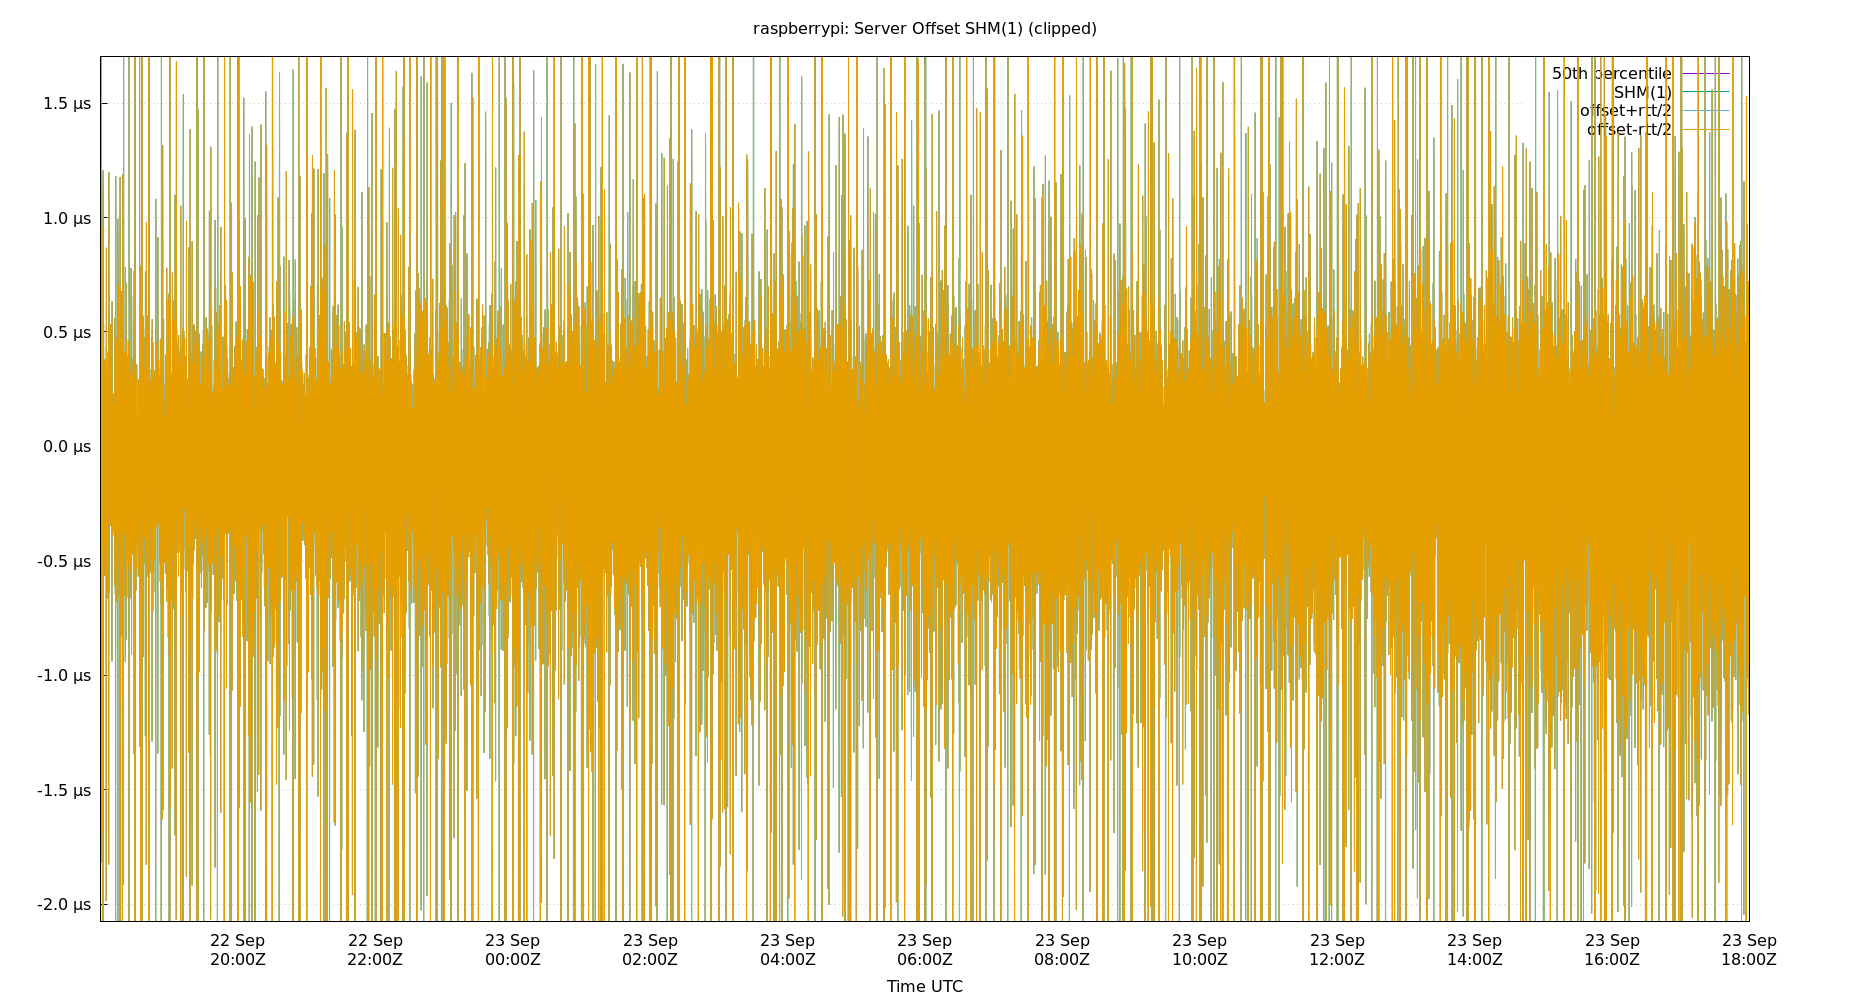 raspberrypi: Server Offset SHM(1) (clipped)
50th percentile
SHM(1)
offset+rtt/2
offset-rtt/2
1.5 µs
1.0 µs
0.5 µs
0.0 µs
-0.5 µs
-1.0 µs
-1.5 µs
-2.0 µs
22 Sep 22 Sep 23 Sep 23 Sep 23 Sep 23 Sep 23 Sep 23 Sep 23 Sep 23 Sep 23 Sep 23 Sep
20:00Z 22:00Z 00:00Z 02:00Z 04:00Z 06:00Z 08:00Z 10:00Z 12:00Z 14:00Z 16:00Z 18:00Z
Time UTC